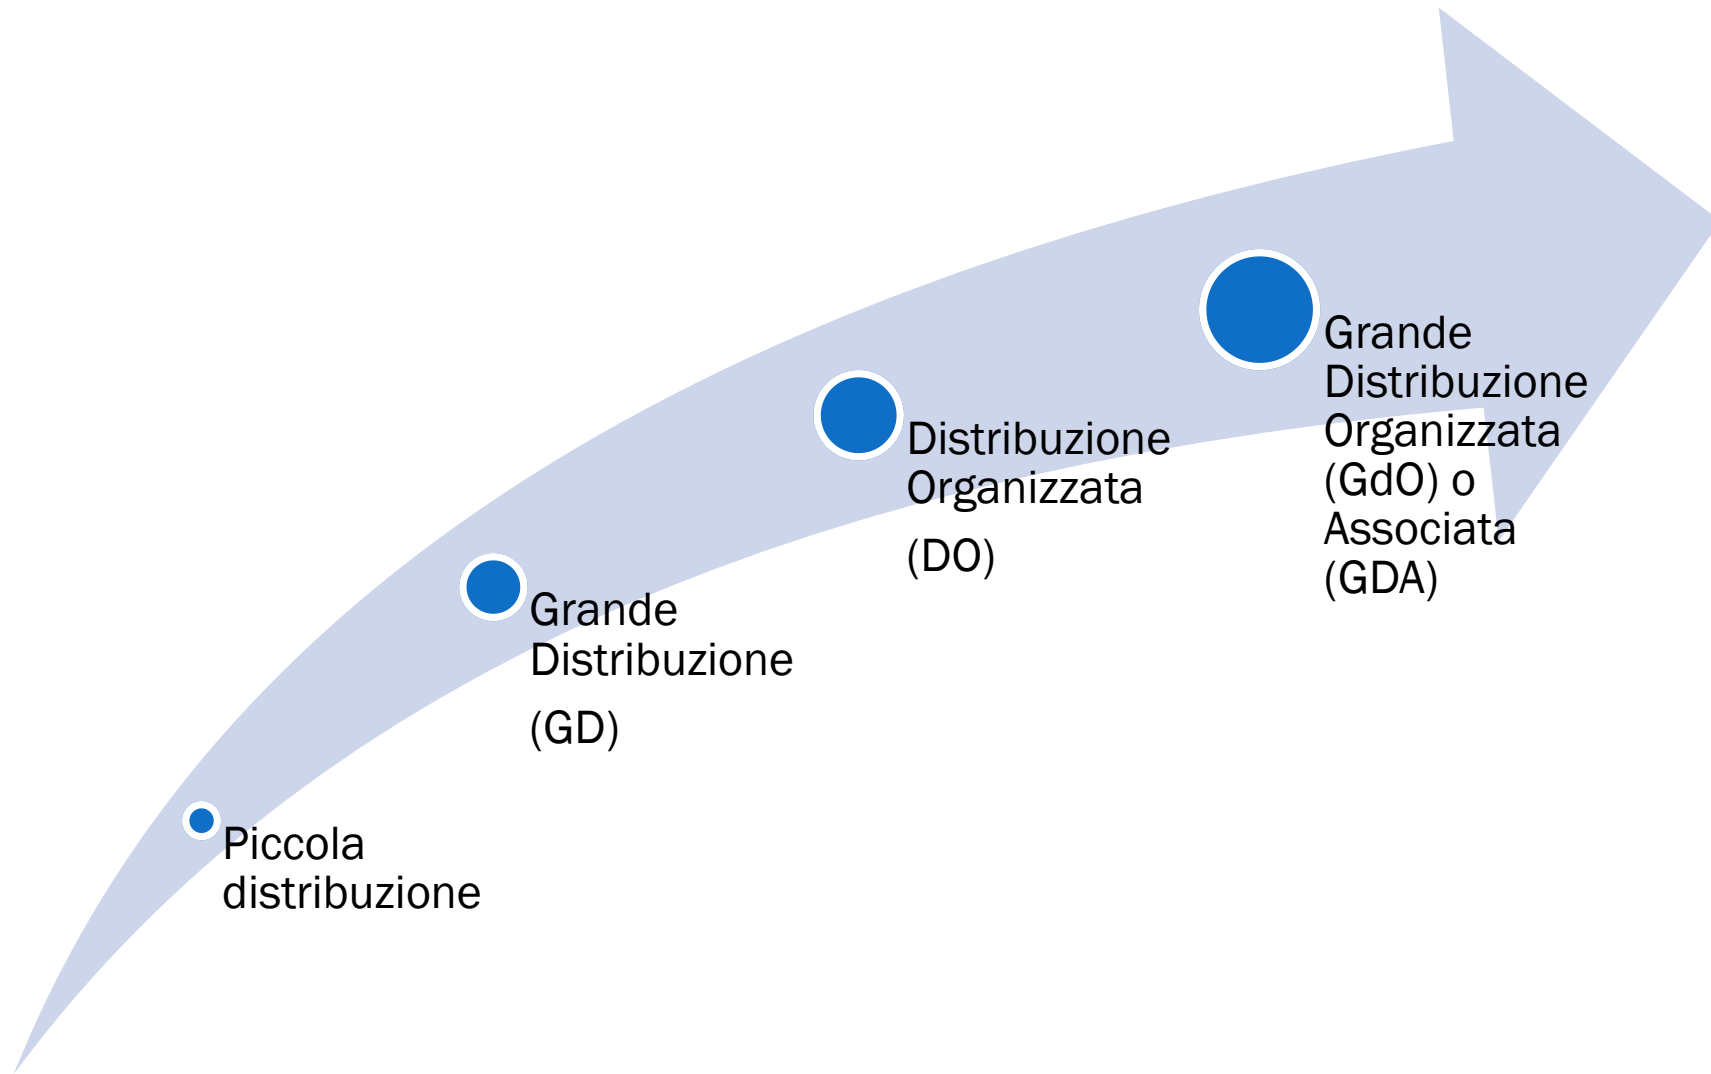 Piccola
distribuzione
Grande
Distribuzione
(GD)
Distribuzione
Organizzata
(DO)
Grande
Distribuzione
Organizzata
(GdO) o
Associata
(GDA)